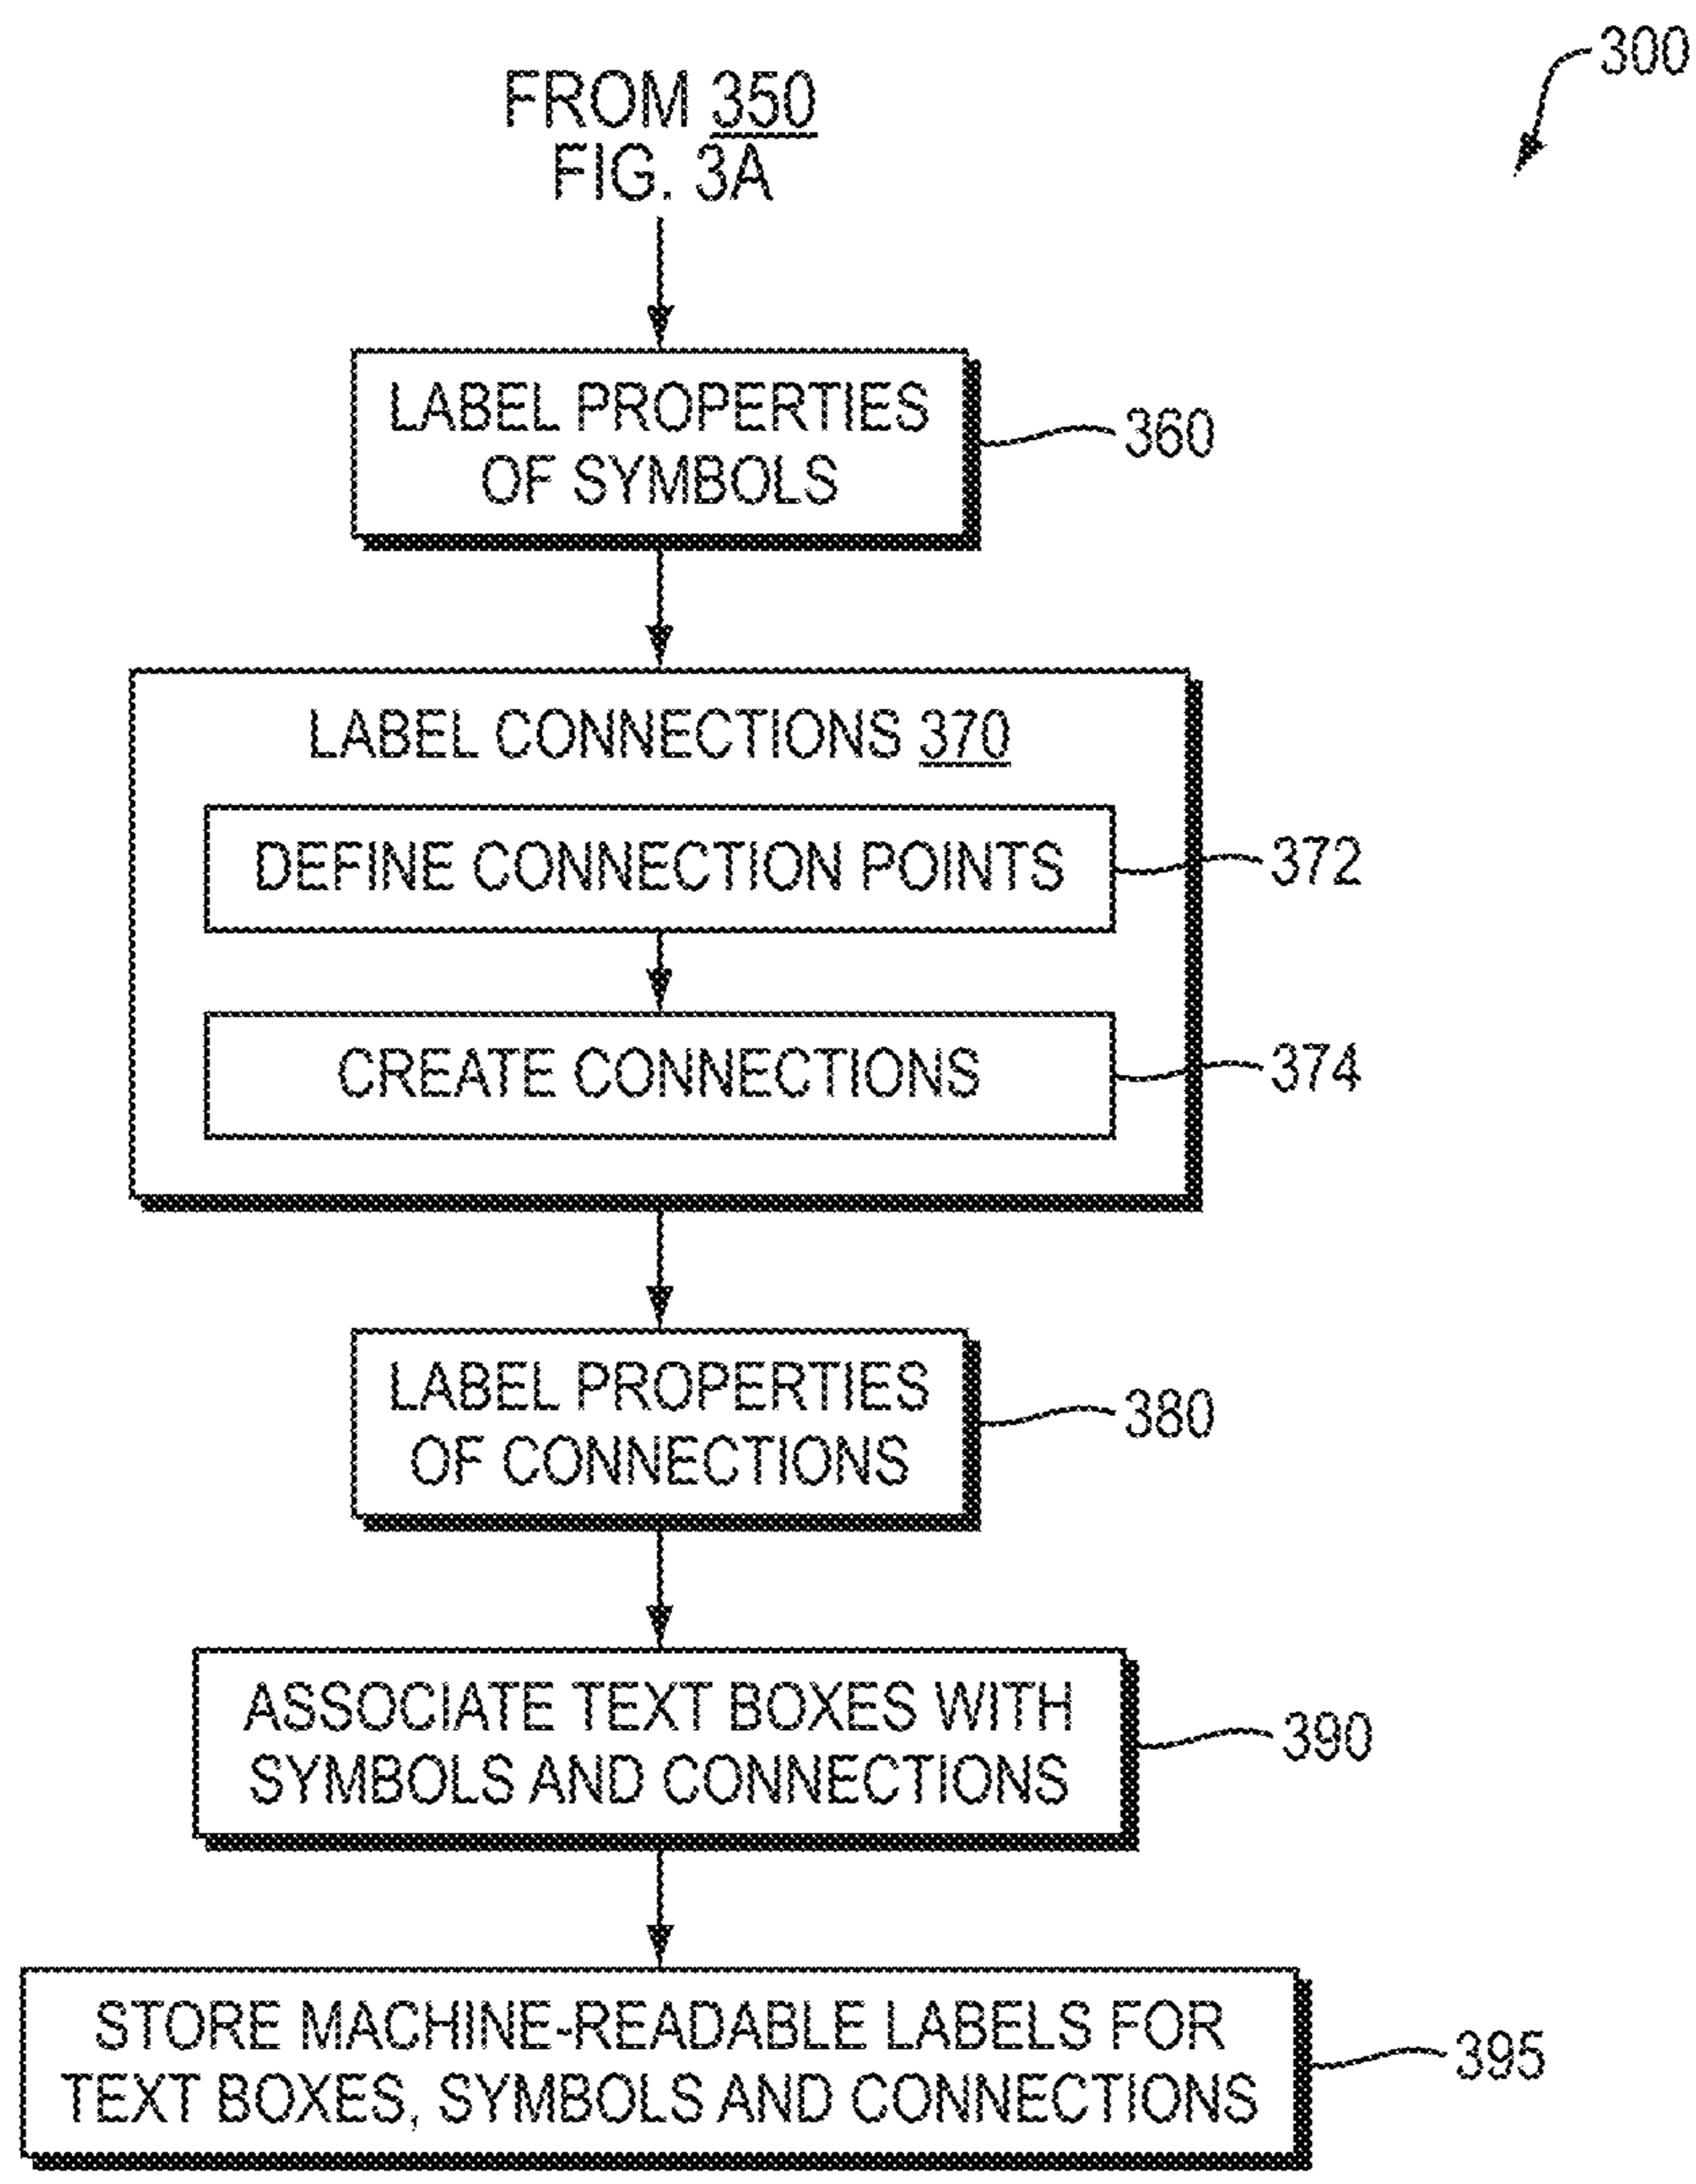 300
FROM 350
FIG. 3A
LABEL PROPERTIES
OF SYMBOLS
360
LABEL CONNECTIONS 370
DEFINE CONNECTION POINTS
372
CREATE CONNECTIONS
374
LABEL PROPERTIES
OF CONNECTIONS
380
ASSOCIATE TEXT BOXES WITH
SYMBOLS AND CONNECTIONS
390
STORE MACHINE-READABLE LABELS FOR
TEXT BOXES, SYMBOLS AND CONNECTIONS
395